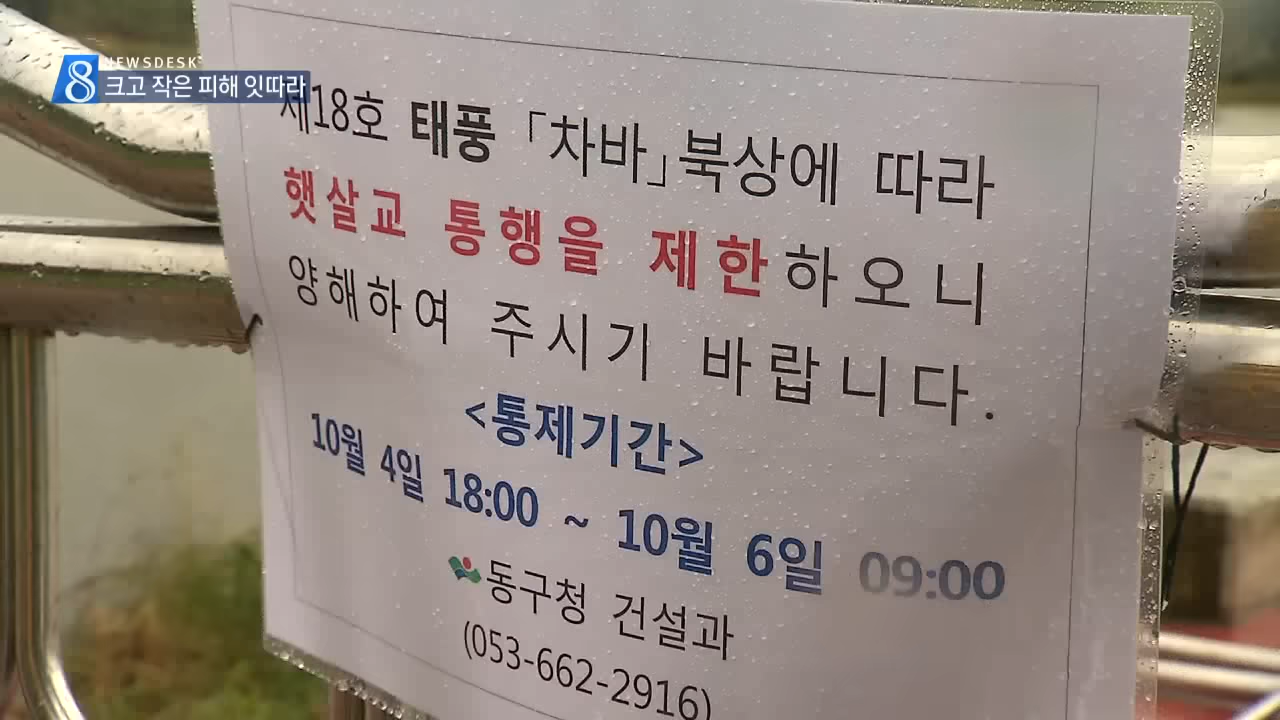 NEWSDESK
8 크고 작은 피해 잇따라
제18호 태풍 「차바」북상에 따라
햇살교 통행을 제한하오니
양해하여 주시기 바랍니다.
<통제기간>
10월 4일 18:00 ~ 10월 6일 09:00
동구청 건설과
(053-662-2916)